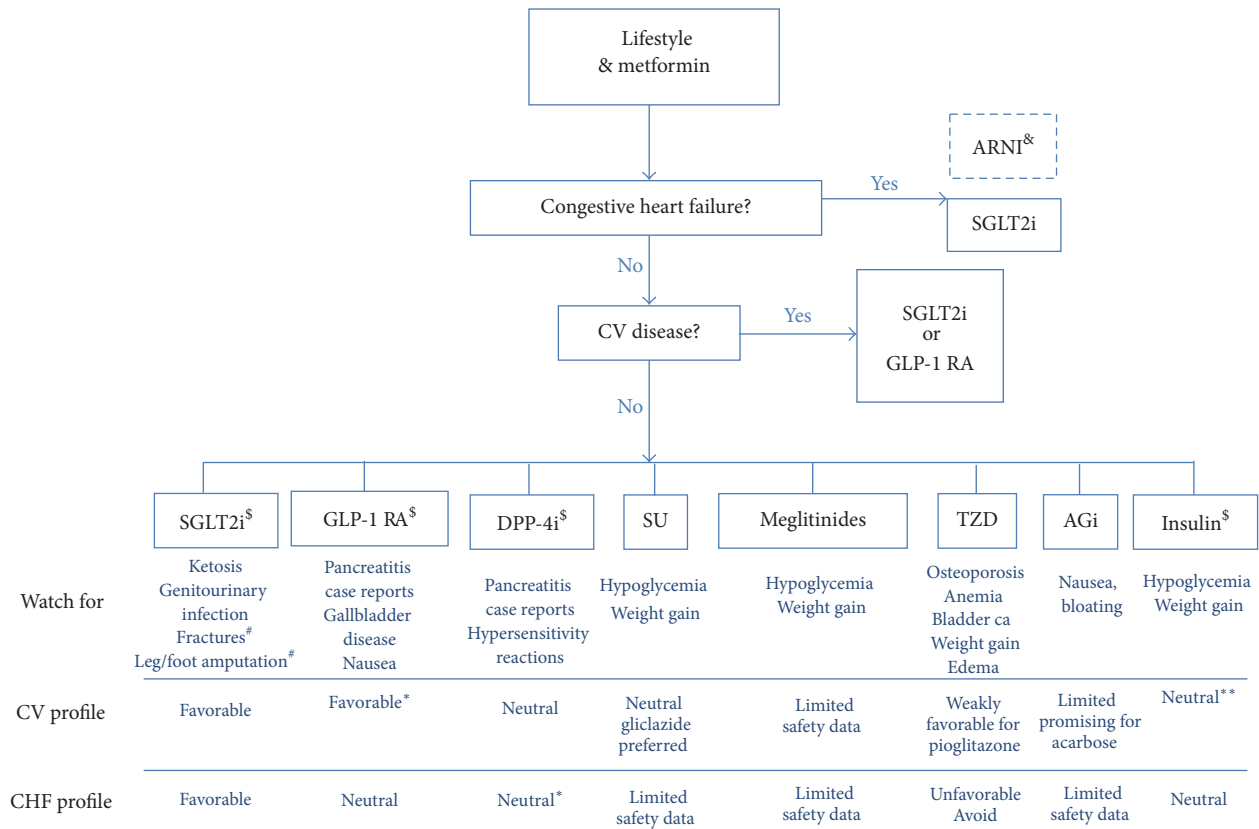 Lifestyle
& metformin
ARNI&
Yes
Congestive heart failure?
SGLT2i
No
CV disease?
Yes
SGLT2i
or
GLP-1 RA
No
SGLT2i$
GLP-1 RA$
DPP-4i$
SU
Meglitinides
TZD
AGi
Insulin$
Watch for
Ketosis
Genitourinary
infection
Fractures#
Leg/foot amputation#
Pancreatitis
case reports
Gallbladder
disease
Nausea
Pancreatitis
case reports
Hypersensitivity
reactions
Hypoglycemia
Weight gain
Hypoglycemia
Weight gain
Osteoporosis
Anemia
Bladder ca
Weight gain
Edema
Nausea,
bloating
Hypoglycemia
Weight gain
CV profile
Favorable
Favorable*
Neutral
Neutral
gliclazide
preferred
Limited
safety data
Weakly
favorable for
pioglitazone
Limited
promising for
acarbose
Neutral**
CHF profile
Favorable
Neutral
Neutral*
Limited
safety data
Limited
safety data
Unfavorable
Avoid
Limited
safety data
Neutral